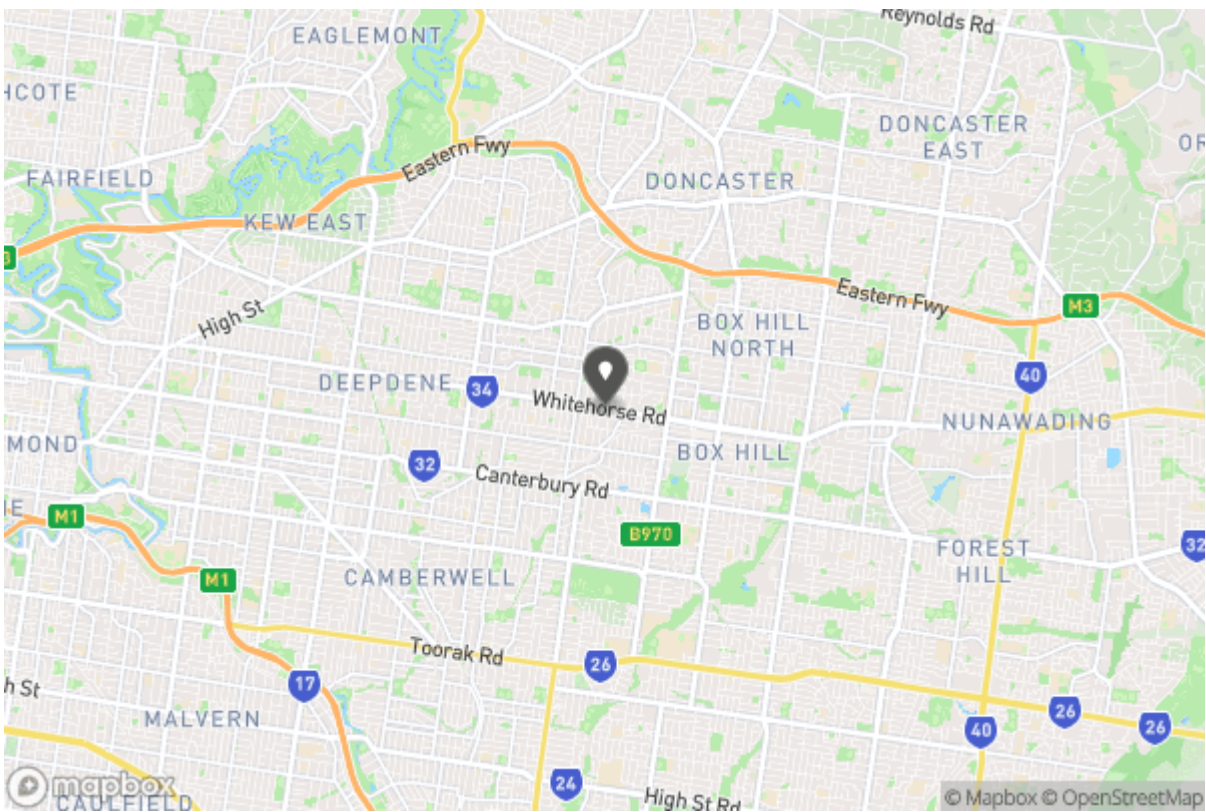 Reynolds Rd
EAGLEMONT
HCOTE
DONCASTER
EAST
OR
Eastern Fwy
FAIRFIELD
DONCASTER
KEW EAST
3
Eastern Fwy
M3
High St
BOX HILL
NORTH
DEEPDENE
34
40
Whitehorse Rd
NUNAWADING
MOND
BOX HILL
32
Canterbury Rd
NE
M1
B970
32
FOREST
HILL
M1
CAMBERWELL
Toorak Rd
26
17
h St
MALVERN
26
26
40
24
mapbox
CAULFIELD
High St Rd
© Mapbox © OpenStreetMap